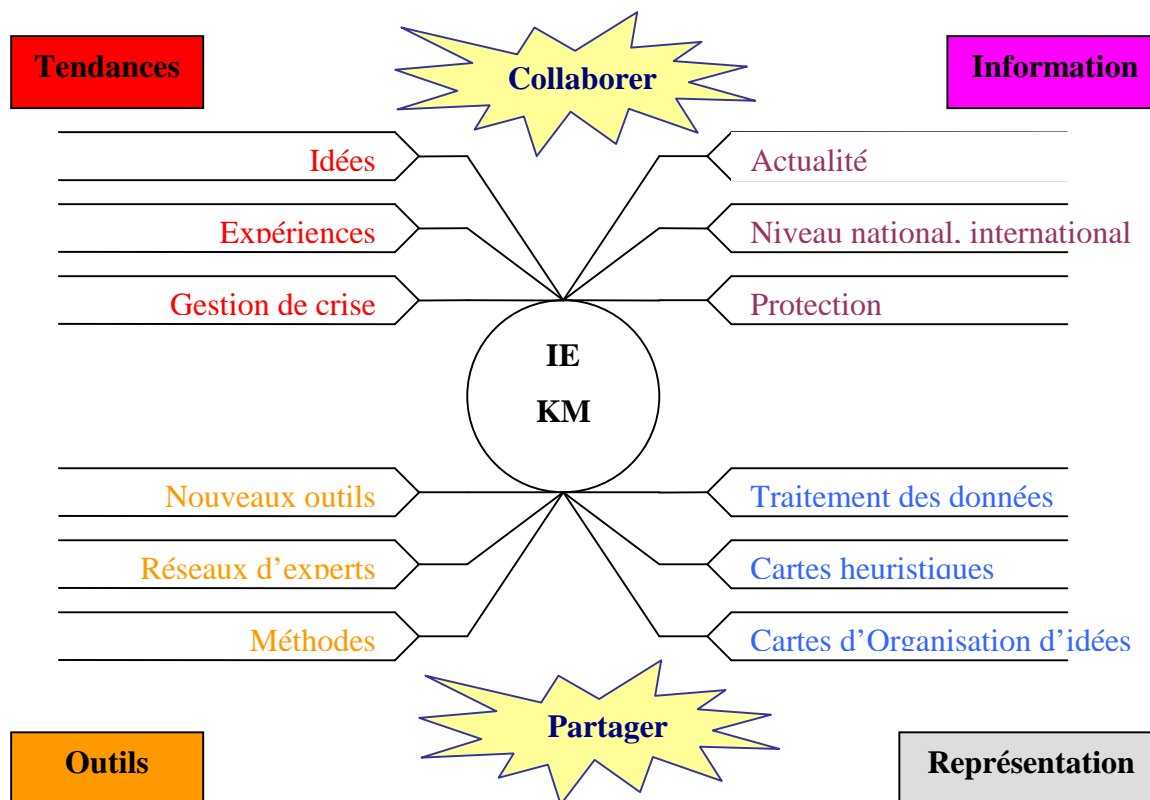 Tendances
Collaborer
Information
Idées
Actualité
Expériences
Niveau national, international
Gestion de crise
Protection
IE
KM
Nouveaux outils
Traitement des données
Réseaux d’experts
Cartes heuristiques
Méthodes
Cartes d’Organisation d’idées
Partager
Outils
Représentation